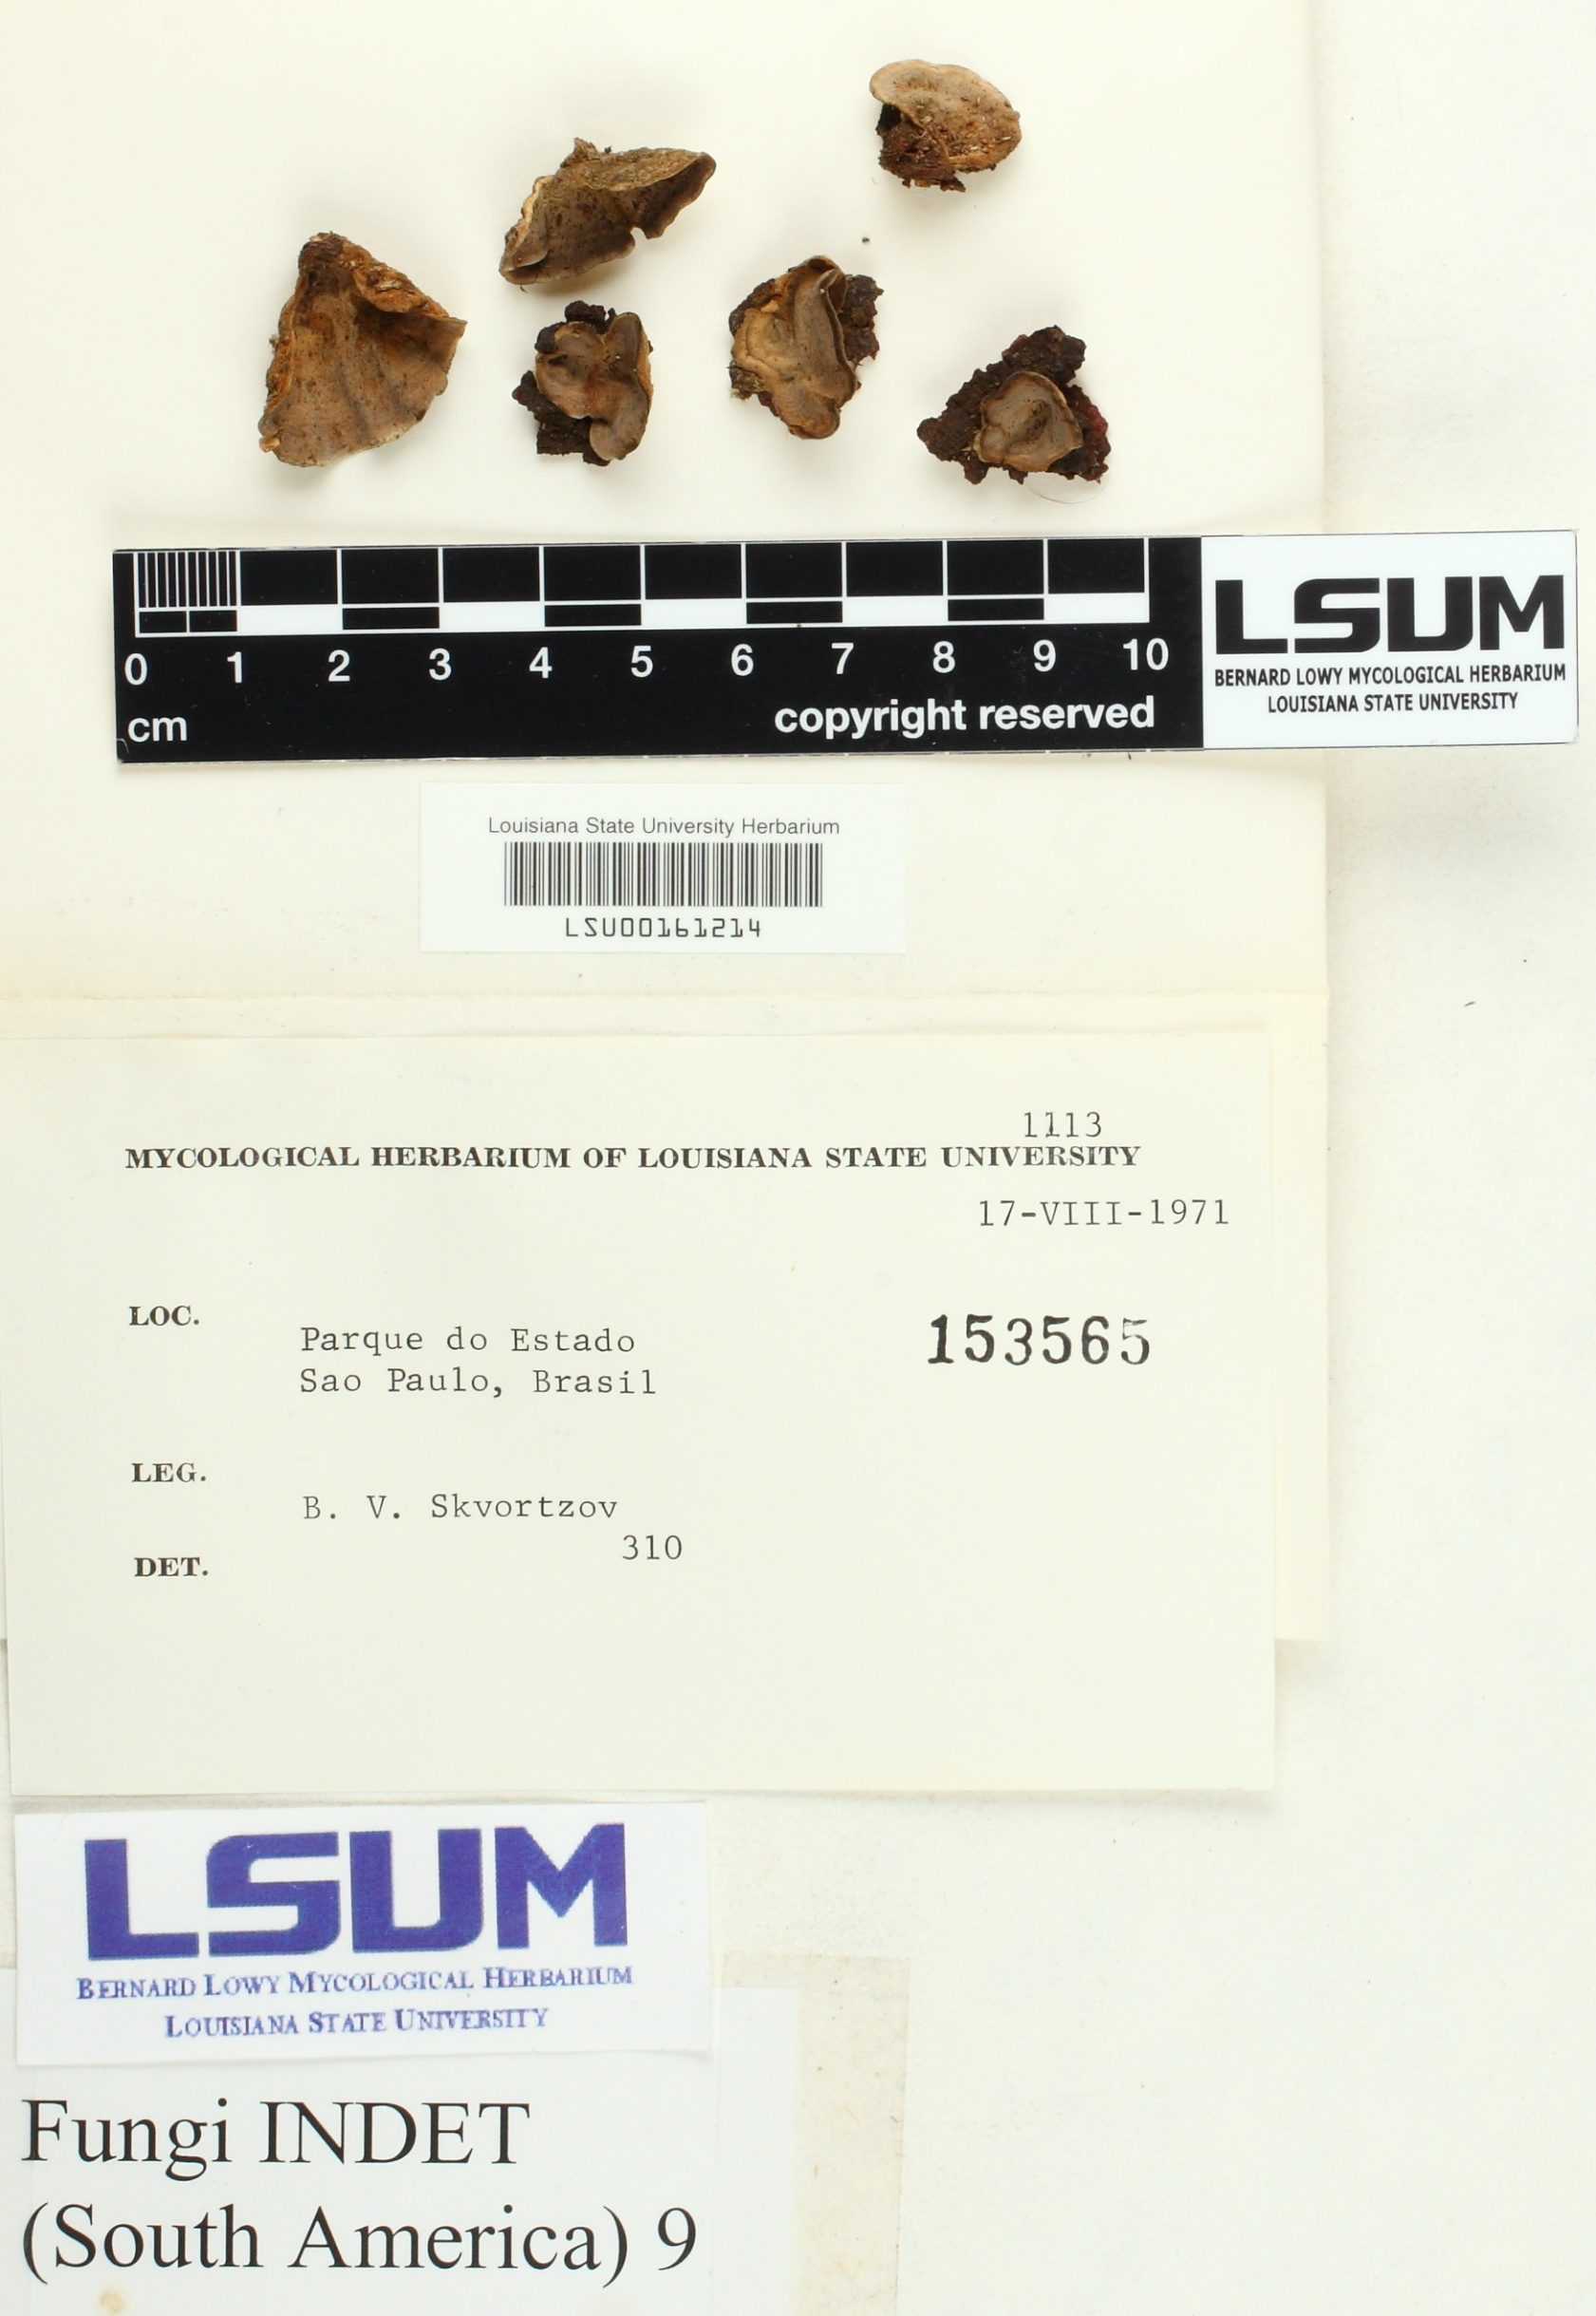 0 1 2 3 4 5 6 7 8 9 10
cm
copyright reserved
LSUM
BERNARD LOWY MYCOLOGICAL HERBARIUM
LOUISIANA STATE UNIVERSITY
Louisiana State University Herbarium
LSU00161214
1113
MYCOLOGICAL HERBARIUM OF LOUISIANA STATE UNIVERSITY
17-VIII-1971
LOC.
Parque do Estado
153565
Sao Paulo, Brasil
LEG.
B. V. Skvortzov
310
DET.
LSUM
BERNARD LOWY MYCOLOGICAL HERBARIUM
LOUISIANA STATE UNIVERSITY
Fungi INDET
(South America) 9